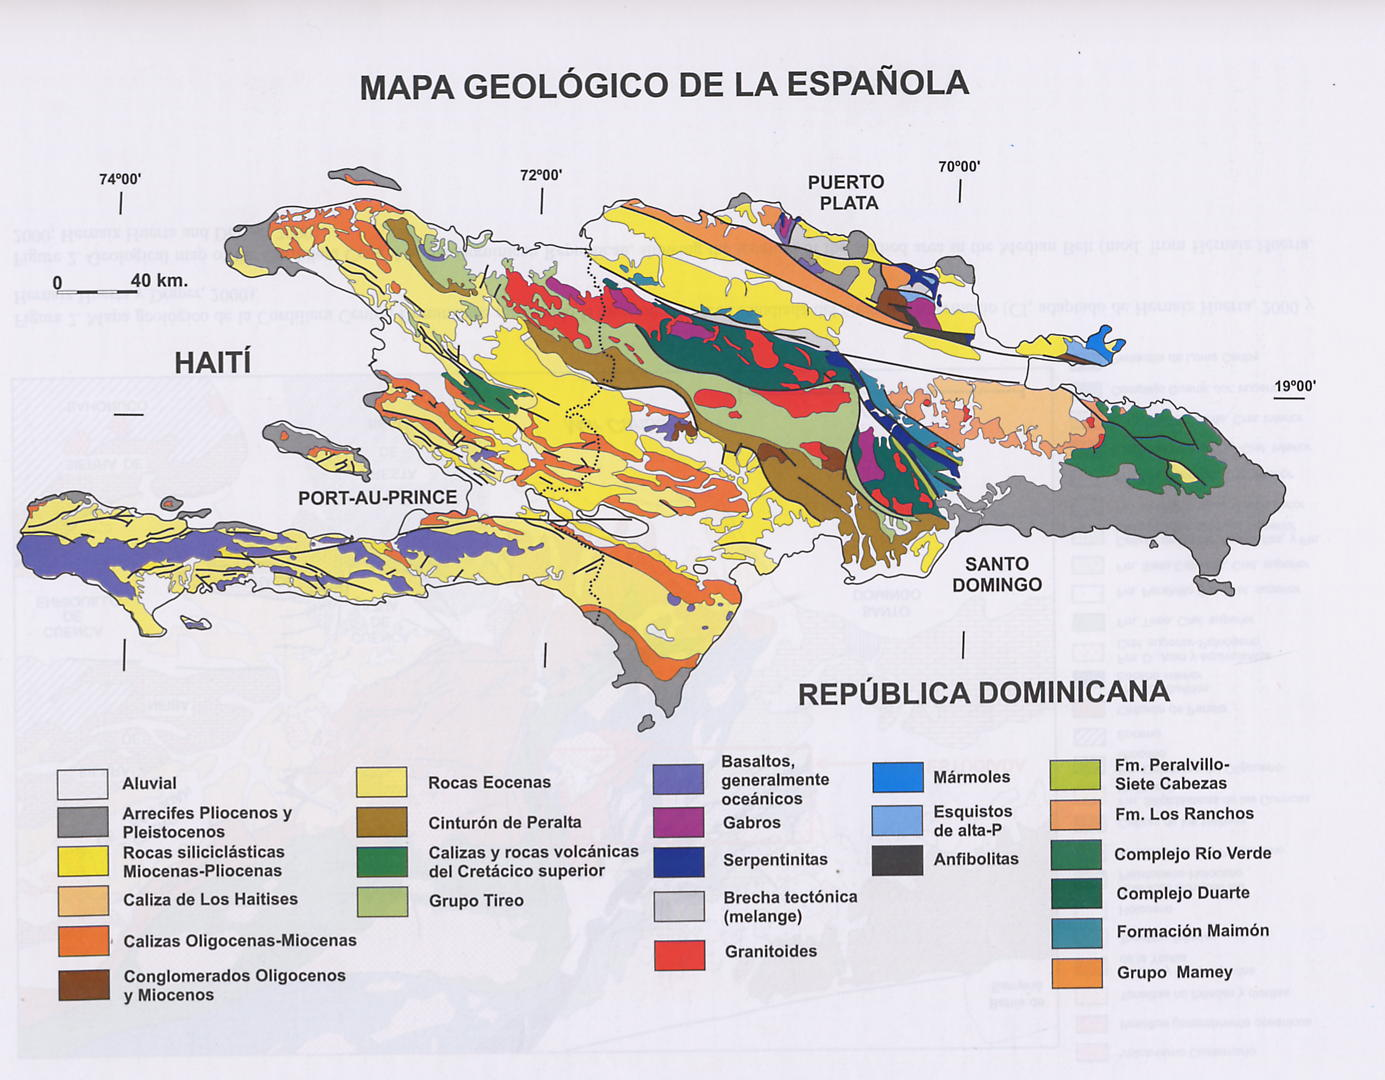 MAPA GEOLÓGICO DE LA ESPAÑOLA
74º00'
72º00'
70º00'
PUERTO
PLATA
0 40 km.
HAITÍ
19º00'
PORT-AU-PRINCE
SANTO
DOMINGO
REPÚBLICA DOMINICANA
Aluvial
Arrecifes Pliocenos y
Pleistocenos
Rocas siliciclásticas
Miocenas-Pliocenas
Caliza de Los Haitises
Calizas Oligocenas-Miocenas
Conglomerados Oligocenos
y Miocenos
Rocas Eocenas
Cinturón de Peralta
Calizas y rocas volcánicas
del Cretácico superior
Grupo Tireo
Basaltos,
generalmente
oceánicos
Gabros
Serpentinitas
Brecha tectónica
(melange)
Granitoides
Mármoles
Esquistos
de alta-P
Anfibolitas
Fm. Peralvillo-
Siete Cabezas
Fm. Los Ranchos
Complejo Río Verde
Complejo Duarte
Formación Maimón
Grupo Mamey